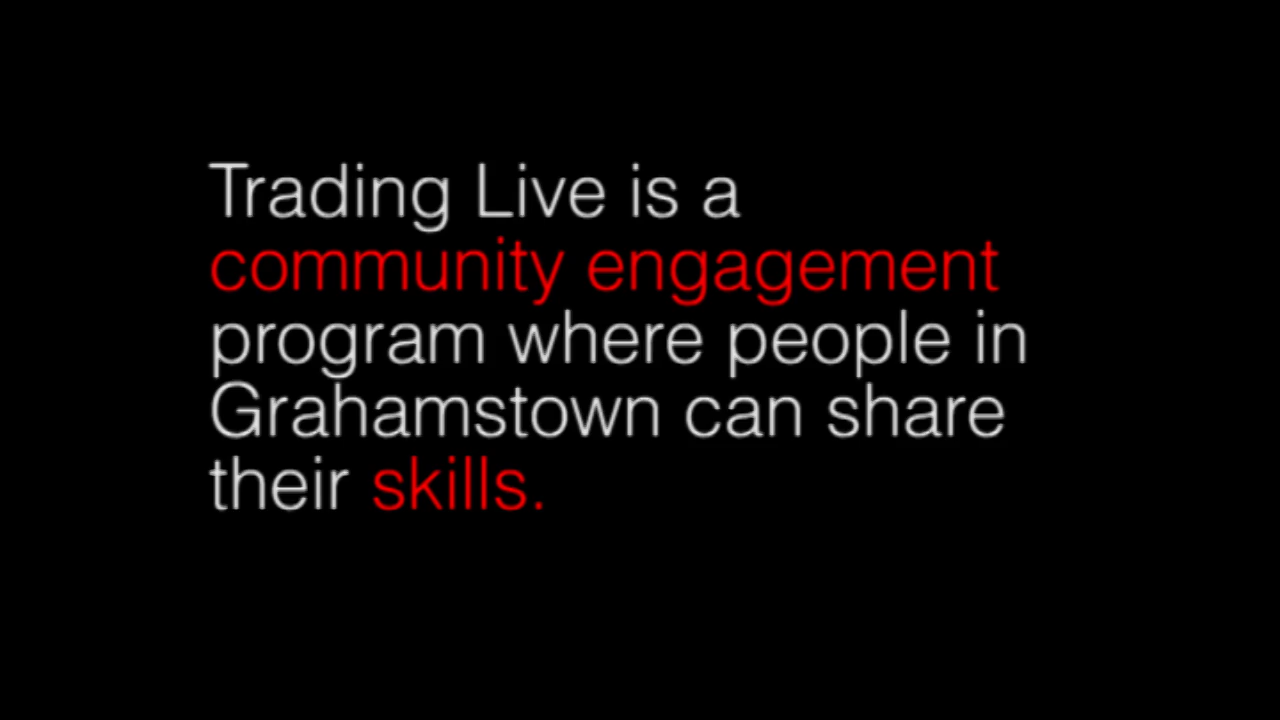 Trading Live is a
community engagement
program where people in
Grahamstown can share
their skills.